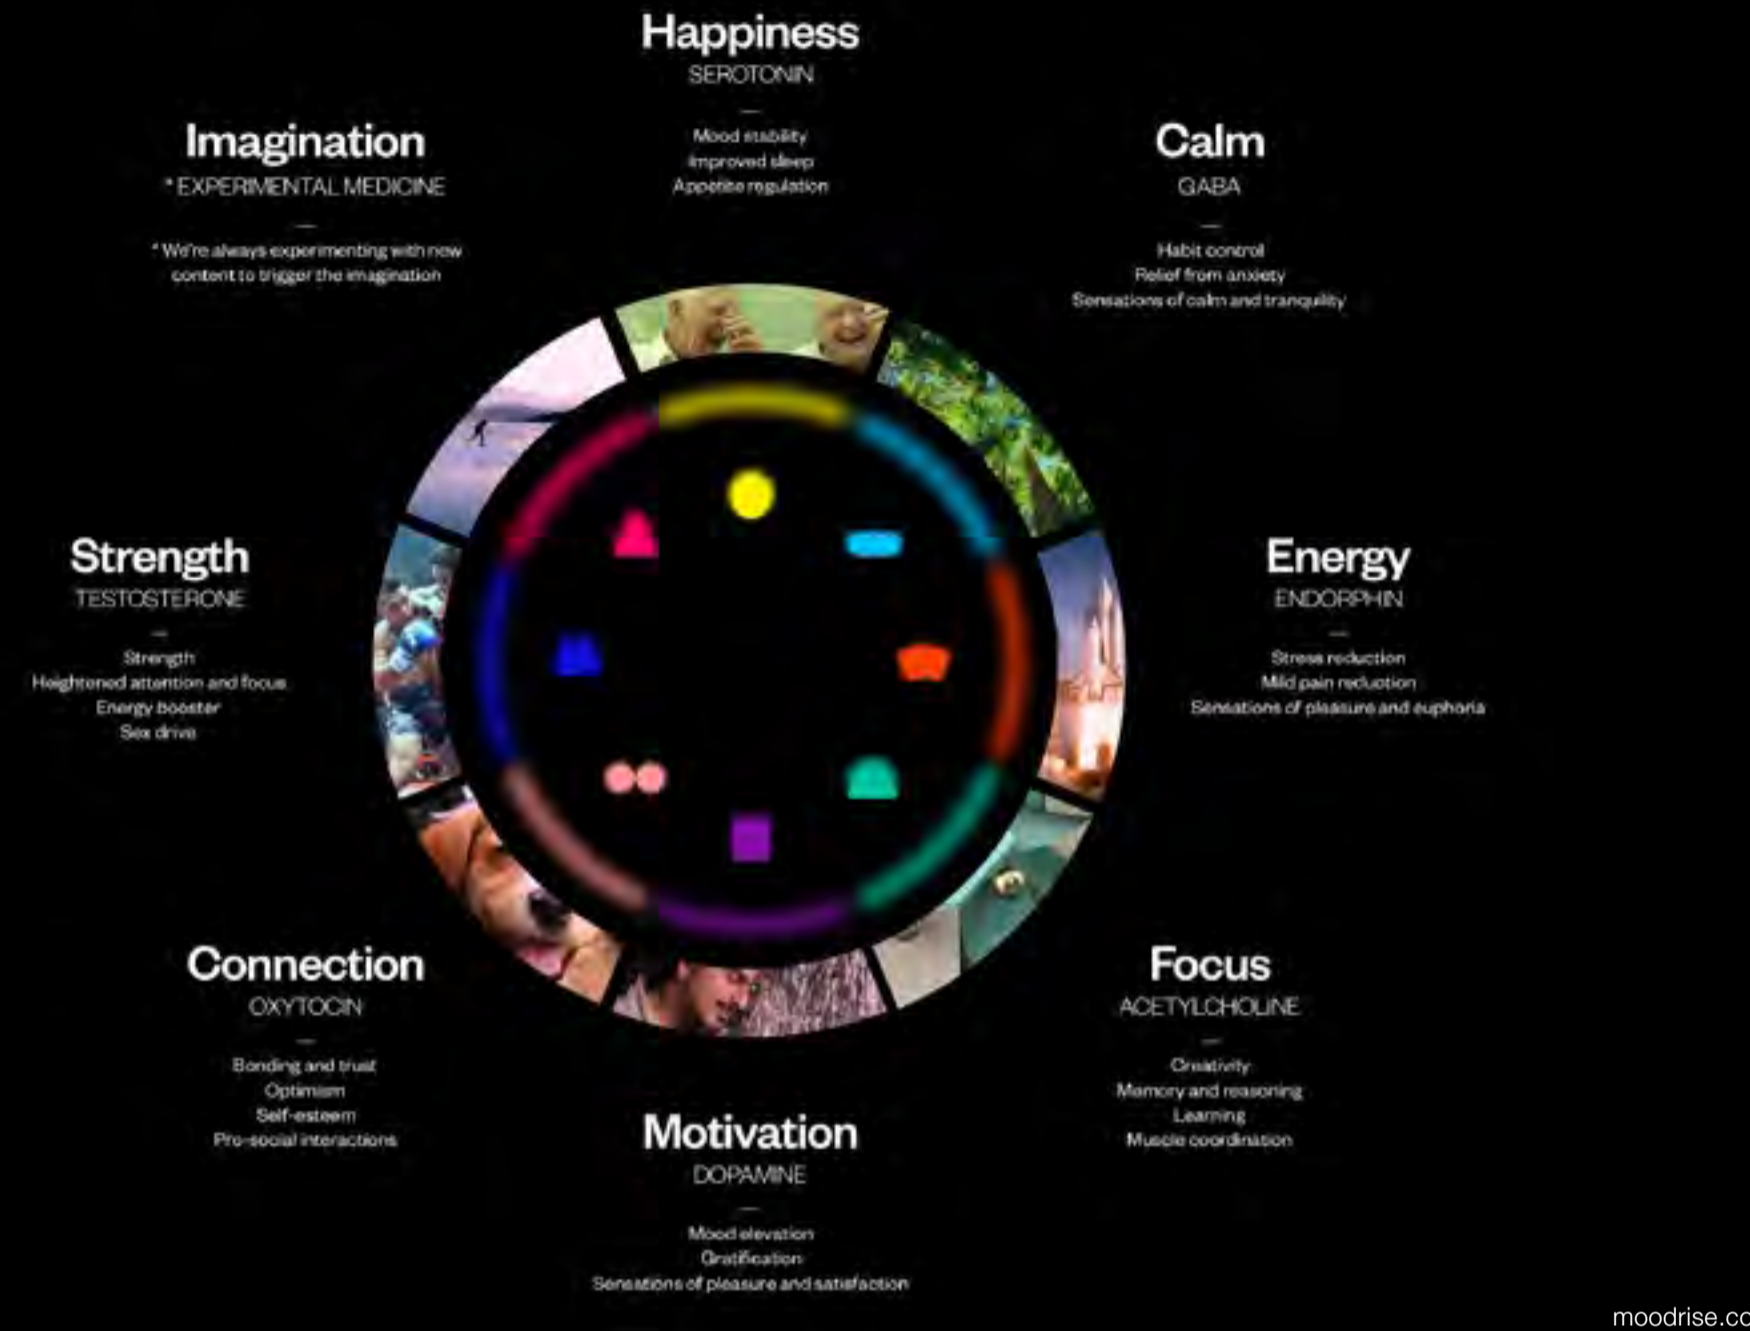 Happiness
SEROTONIN
Mood stability
Improved sleep
Appetite regulation
Imagination
* EXPERIMENTAL MEDICINE
* We're always experimenting with new
content to trigger the imagination
Calm
GABA
Habit control
Relief from anxiety
Sensations of calm and tranquility
Strength
TESTOSTERONE
Strength
Heightened attention and focus
Energy booster
Sex drive
Energy
ENDORPHIN
Stress reduction
Mild pain reduction
Sensations of pleasure and euphoria
Connection
OXYTOCIN
Bonding and trust
Optimism
Self-esteem
Pro-social interactions
Focus
ACETYLCHOLINE
Creativity
Memory and reasoning
Learning
Muscle coordination
Motivation
DOPAMINE
Mood elevation
Gratification
Sensations of pleasure and satisfaction
moodrise.co